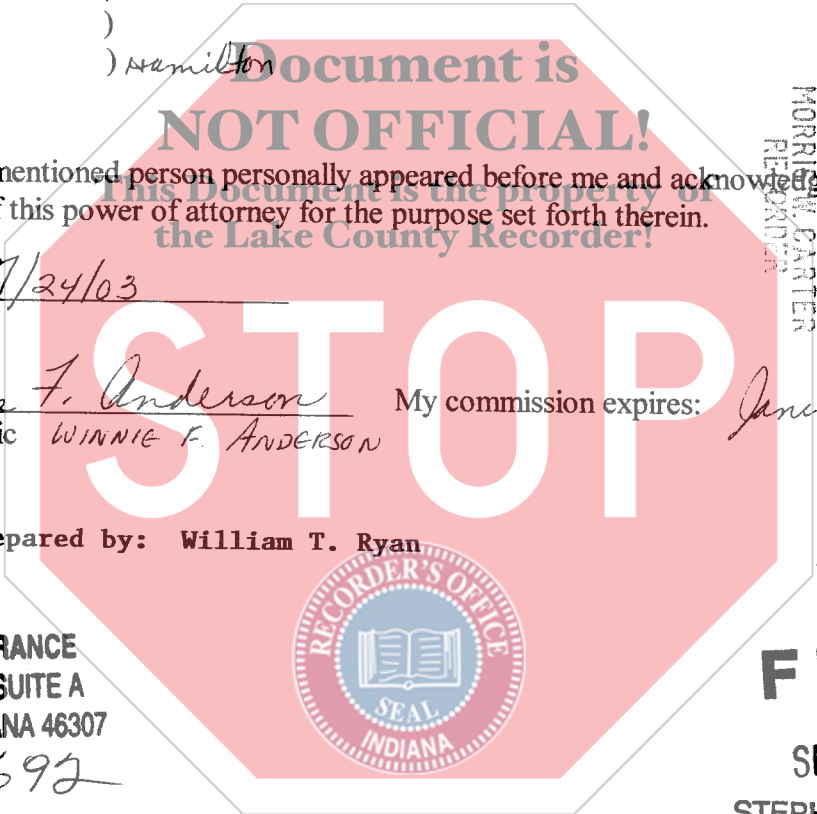 )
) Hamilton
Document is
NOT OFFICIAL!
mentioned person personally appeared before me and acknowledg
This Document is the property of
f this power of attorney for the purpose set forth therein.
the Lake County Recorder!
MORRIS W. CARTER
RECORDER
7/24/03
STOP
F. Anderson My commission expires:
ic WINNIE F. ANDERSON
epared by: William T. Ryan
RECORDER'S OFFICE
SEAL
INDIANA
RANCE
SUITE A
NA 46307
592
F
S
STEPH